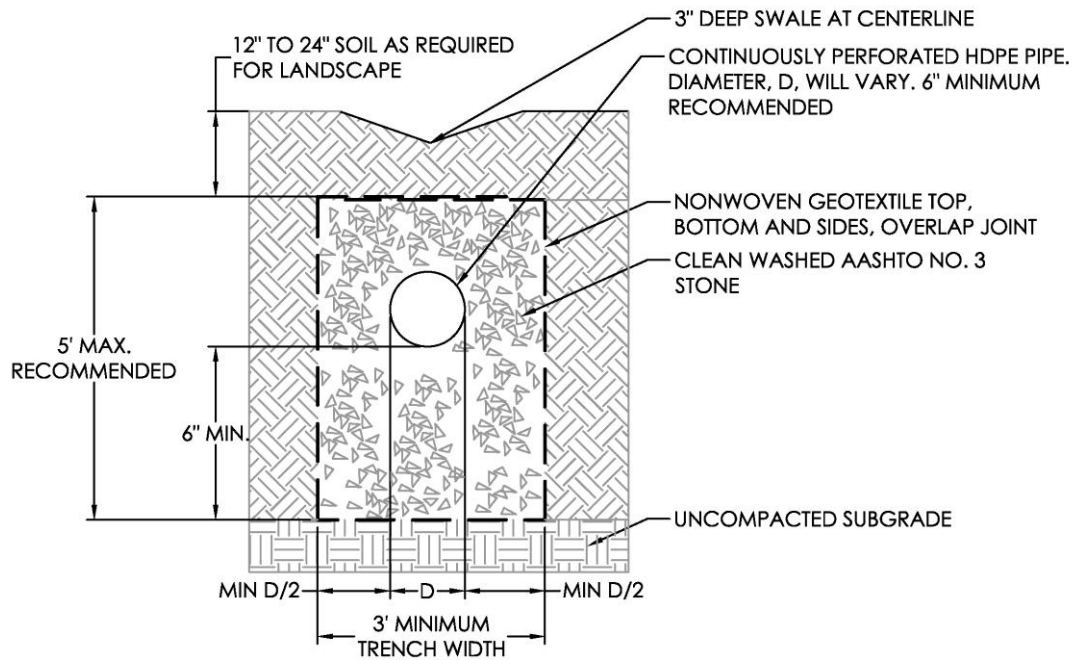 3" DEEP SWALE AT CENTERLINE
12" TO 24" SOIL AS REQUIRED
FOR LANDSCAPE
CONTINUOUSLY PERFORATED HDPE PIPE.
DIAMETER, D, WILL VARY. 6" MINIMUM
RECOMMENDED
NONWOVEN GEOTEXTILE TOP,
BOTTOM AND SIDES, OVERLAP JOINT
CLEAN WASHED AASHTO NO. 3
STONE
5' MAX.
RECOMMENDED
6" MIN.
UNCOMPACTED SUBGRADE
MIN D/2
D
MIN D/2
3' MINIMUM
TRENCH WIDTH